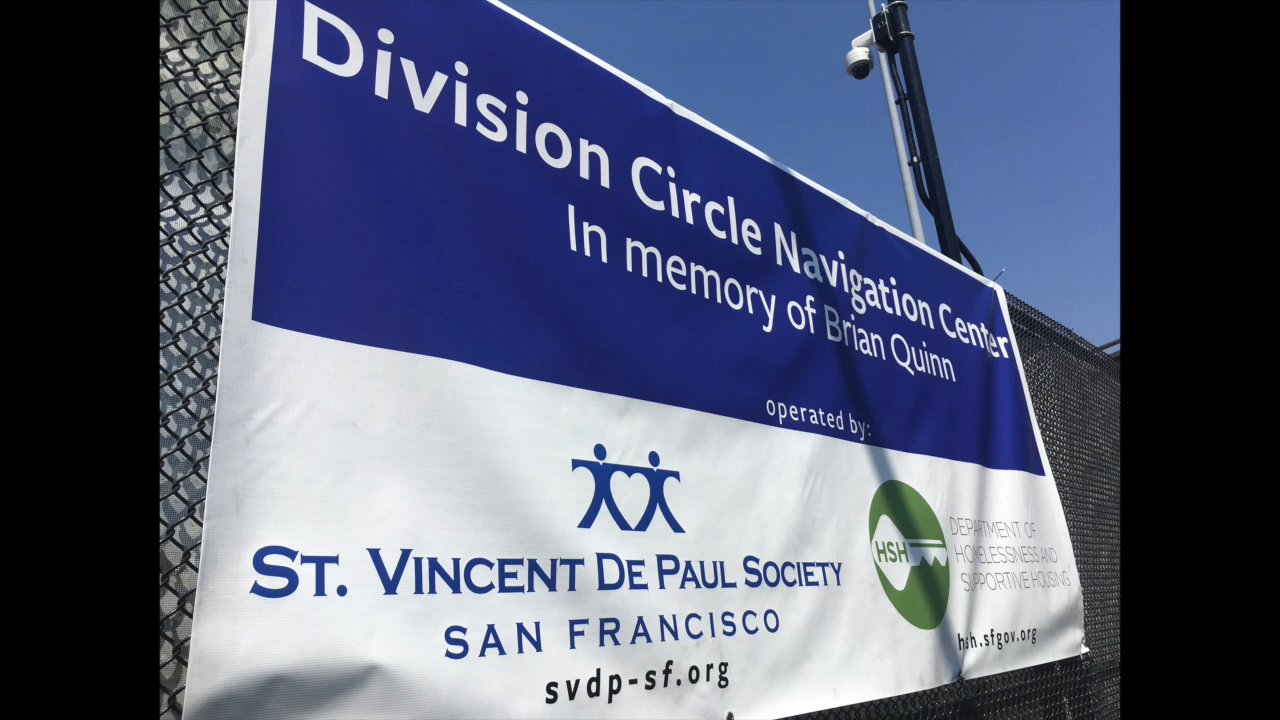 Division Circle Navigation Center
In memory of Brian Quinn
operated by:
ST. VINCENT DE PAUL SOCIETY
SAN FRANCISCO
svdp-sf.org
HSH
DEPARTMENT OF
HOMELESSNESS AND
SUPPORTIVE HOUSING
hsh.sfgov.org